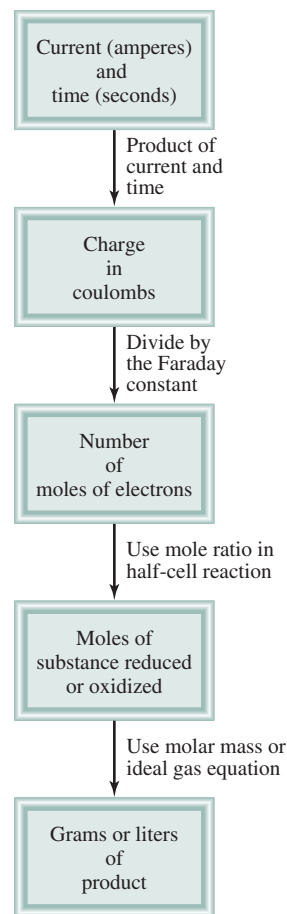 Current (amperes)
and
time (seconds)
Product of
current and
time
Charge
in
coulombs
Divide by
the Faraday
constant
Number
of
moles of electrons
Use mole ratio in
half-cell reaction
Moles of
substance reduced
or oxidized
Use molar mass or
ideal gas equation
Grams or liters
of
product